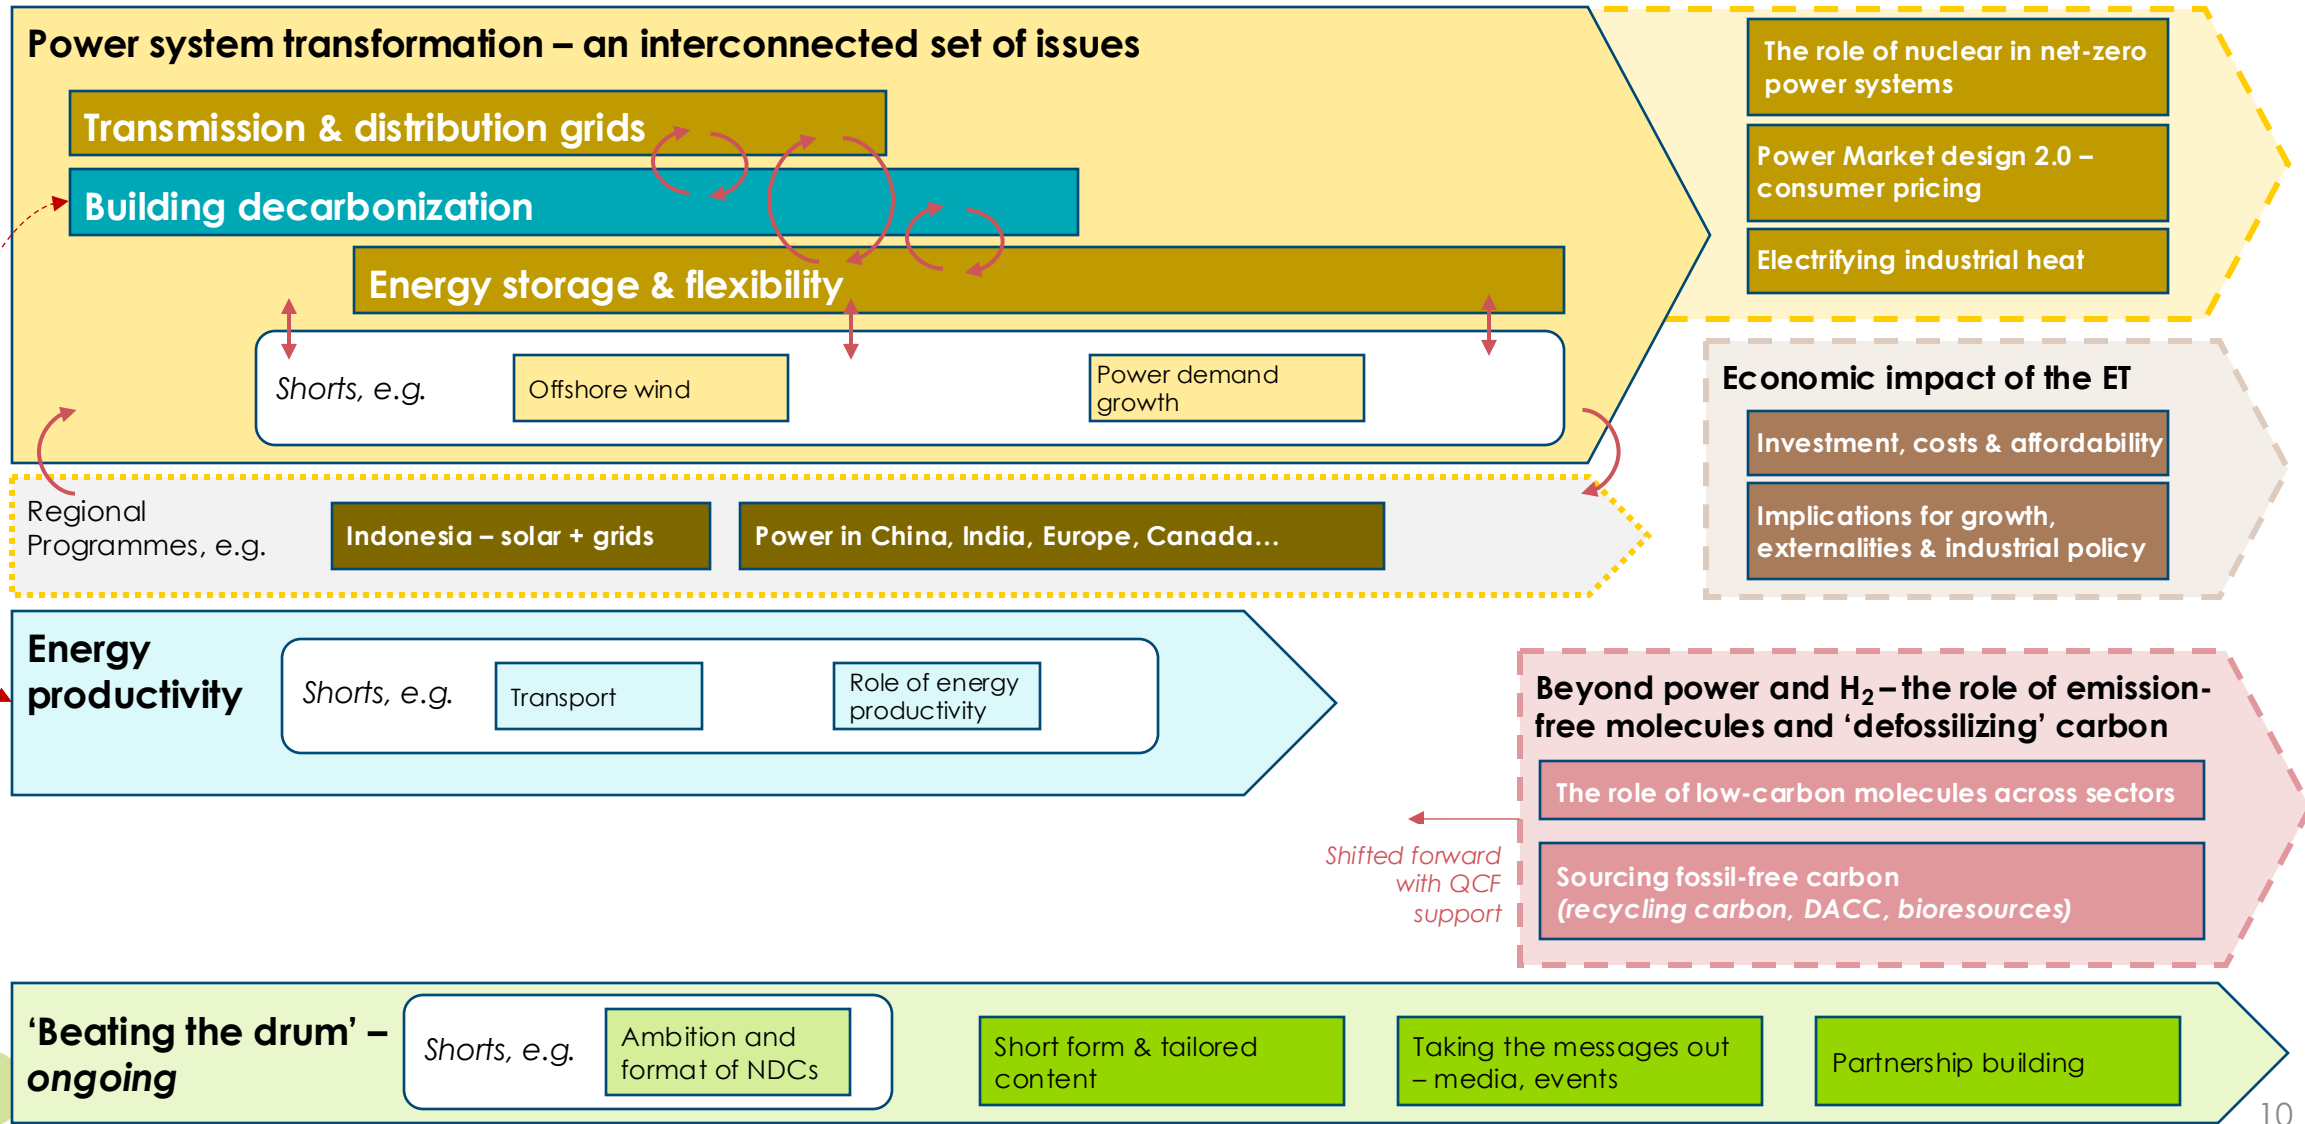 Power system transformation – an interconnected set of issues
Transmission & distribution grids
Building decarbonization
Energy storage & flexibility
Shorts, e.g.
Offshore wind
Power demand
growth
The role of nuclear in net-zero
power systems
Power Market design 2.0 –
consumer pricing
Electrifying industrial heat
Economic impact of the ET
Investment, costs & affordability
Implications for growth,
externalities & industrial policy
Regional
Programmes, e.g.
Indonesia – solar + grids
Power in China, India, Europe, Canada…
Energy
productivity
Shorts, e.g.
Transport
Role of energy
productivity
Beyond power and H₂ – the role of emission-
free molecules and ‘defossilizing’ carbon
The role of low-carbon molecules across sectors
Sourcing fossil-free carbon
(recycling carbon, DACC, bioresources)
Shifted forward
with QCF
support
‘Beating the drum’ –
ongoing
Shorts, e.g.
Ambition and
format of NDCs
Short form & tailored
content
Taking the messages out
– media, events
Partnership building
10